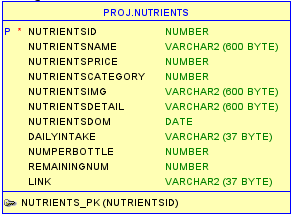 PROJ.NUTRIENTS
P * NUTRIENTSID NUMBER
NUTRIENTSNAME VARCHAR2 (600 BYTE)
NUTRIENTSPRICE NUMBER
NUTRIENTSCATEGORY NUMBER
NUTRIENTSIMG VARCHAR2 (600 BYTE)
NUTRIENTSDETAIL VARCHAR2 (600 BYTE)
NUTRIENTSDOM DATE
DAILYINTAKE VARCHAR2 (37 BYTE)
NUMPERBOTTLE NUMBER
REMAININGNUM NUMBER
LINK VARCHAR2 (37 BYTE)
NUTRIENTS_PK (NUTRIENTSID)